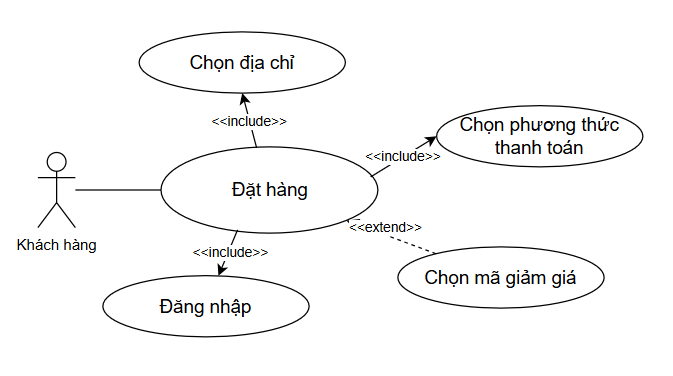 Chọn địa chỉ
<<include>>
Chọn phương thức
thanh toán
<<include>>
Đặt hàng
Khách hàng
<<extend>>
<<include>>
Chọn mã giảm giá
Đăng nhập